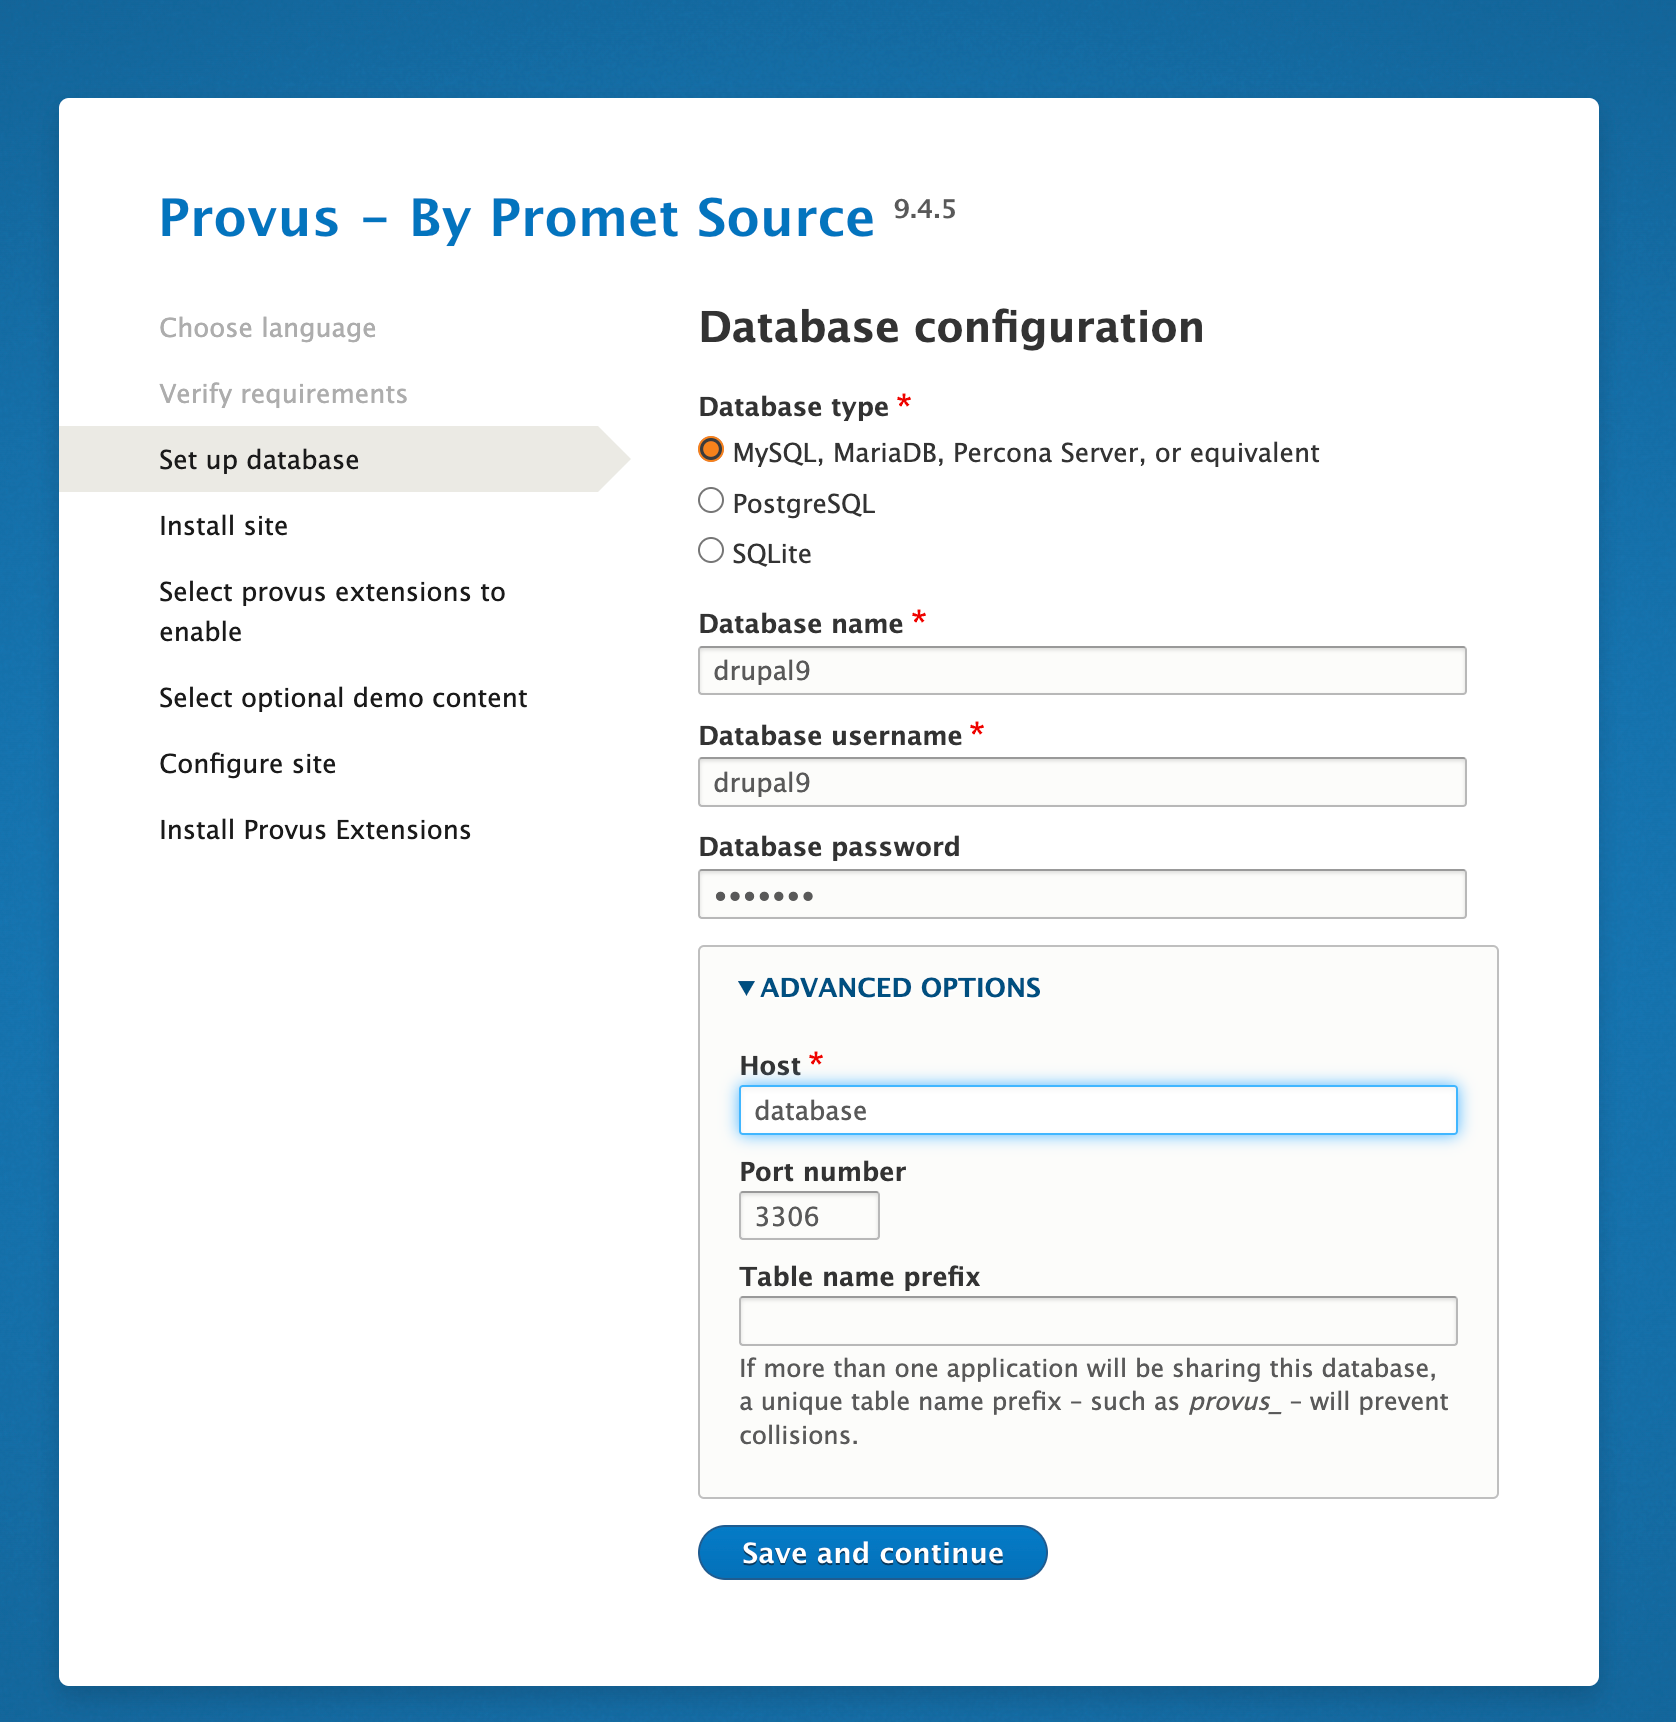 Provus – By Promet Source 9.4.5
Choose language
Verify requirements
Set up database
Install site
Select provus extensions to
enable
Select optional demo content
Configure site
Install Provus Extensions
Database configuration
Database type *
MySQL, MariaDB, Percona Server, or equivalent
PostgreSQL
SQLite
Database name *
drupal9
Database username *
drupal9
Database password
•••••••
▼ADVANCED OPTIONS
Host *
database
Port number
3306
Table name prefix
If more than one application will be sharing this database,
a unique table name prefix – such as provus_ – will prevent
collisions.
Save and continue